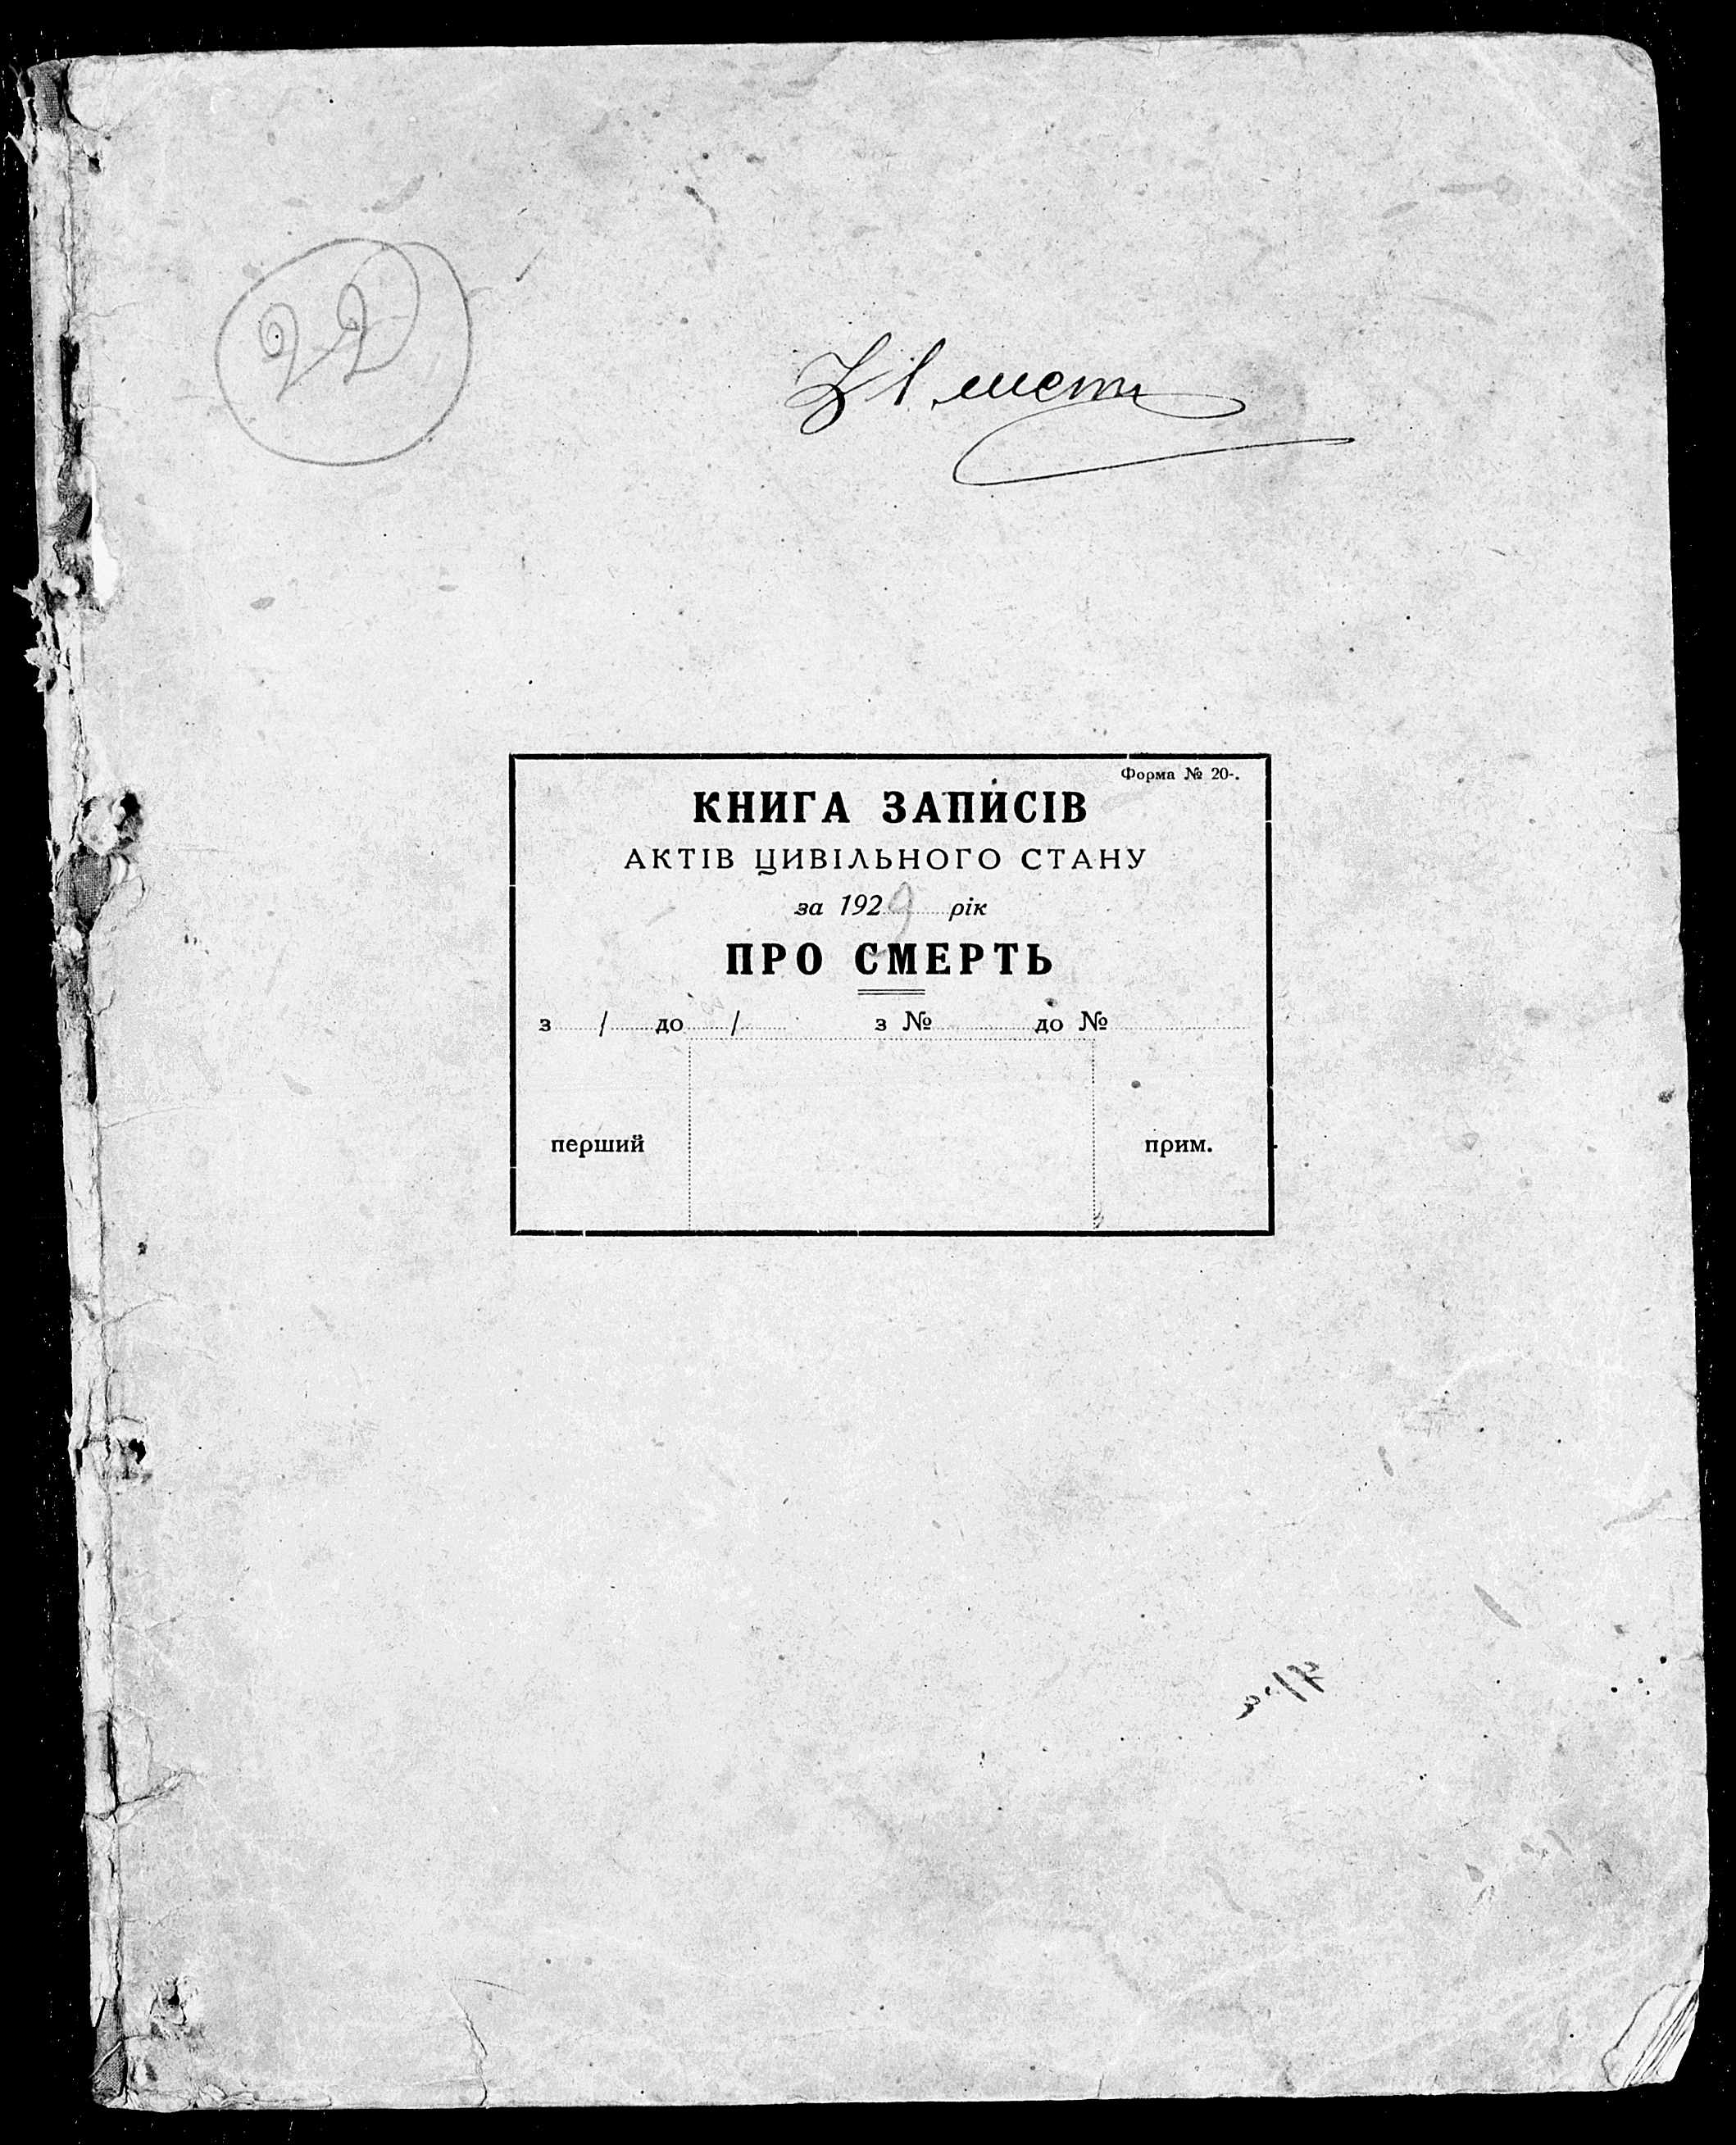 22
Форма № 20-.
КНИГА ЗАПИСІВ
АКТІВ ЦИВІЛЬНОГО СТАНУ
за 1929 рік
ПРО СМЕРТЬ
з / до / з № до №
перший прим.